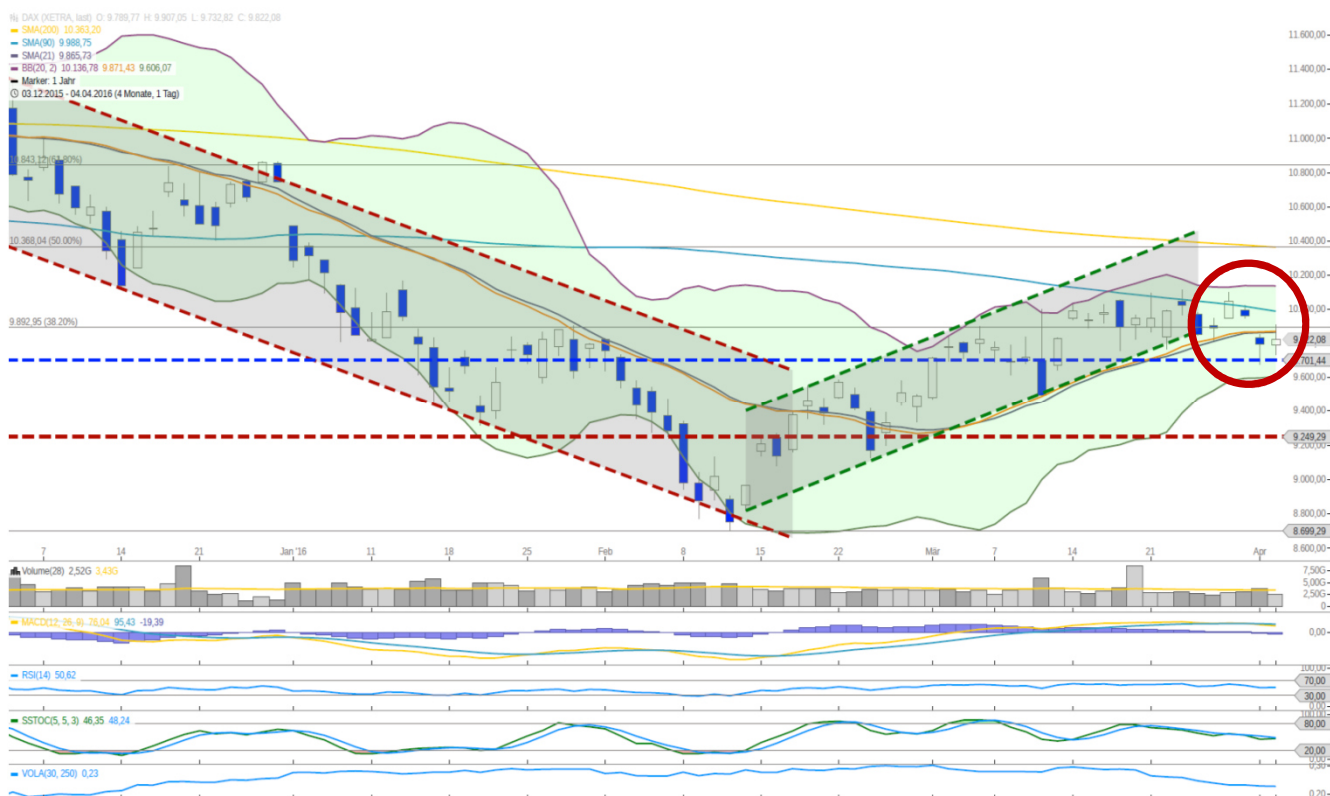 DAX (XETRA, last) O: 9.789,77 H: 9.907,05 L: 9.732,82 C: 9.822,08
SMA(200) 10.363,20
SMA(90) 9.988,75
SMA(21) 9.865,73
BB(20, 2) 10.136,78 9.871,43 9.606,07
Marker: 1 Jahr
03.12.2015 - 04.04.2016 (4 Monate, 1 Tag)
11.600,00
11.400,00
11.200,00
11.000,00
10.843,12 (61.80%)
10.800,00
10.600,00
10.368,04 (50.00%)
10.400,00
10.200,00
9.892,95 (38.20%)
9.701,44
9.600,00
9.400,00
9.249,29
9.200,00
9.000,00
8.800,00
8.699,29
8.600,00
7 14 21 Jan '16 11 18 25 Feb 8 15 22 Mär 7 14 21 Apr
Volume(28) 2,52G 3,43G
7,50G
5,00G
2,50G
0
MACD(12, 26, 9) 76,04 95,43 -19,39
0,00
RSI(14) 50,62
100,00
70,00
30,00
0,00
SSTOC(5, 5, 3) 46,35 48,24
100,00
80,00
20,00
0,00
VOLA(30, 250) 0,23
0,30
0,20